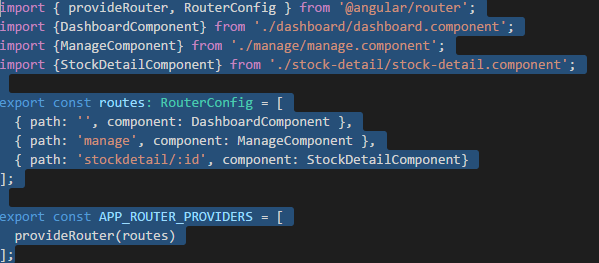 import { provideRouter, RouterConfig } from '@angular/router';
import {DashboardComponent} from './dashboard/dashboard.component';
import {ManageComponent} from './manage/manage.component';
import {StockDetailComponent} from './stock-detail/stock-detail.component';
export const routes: RouterConfig = [
{ path: '', component: DashboardComponent },
{ path: 'manage', component: ManageComponent },
{ path: 'stockdetail/:id', component: StockDetailComponent}
];
export const APP_ROUTER_PROVIDERS = [
provideRouter(routes)
];